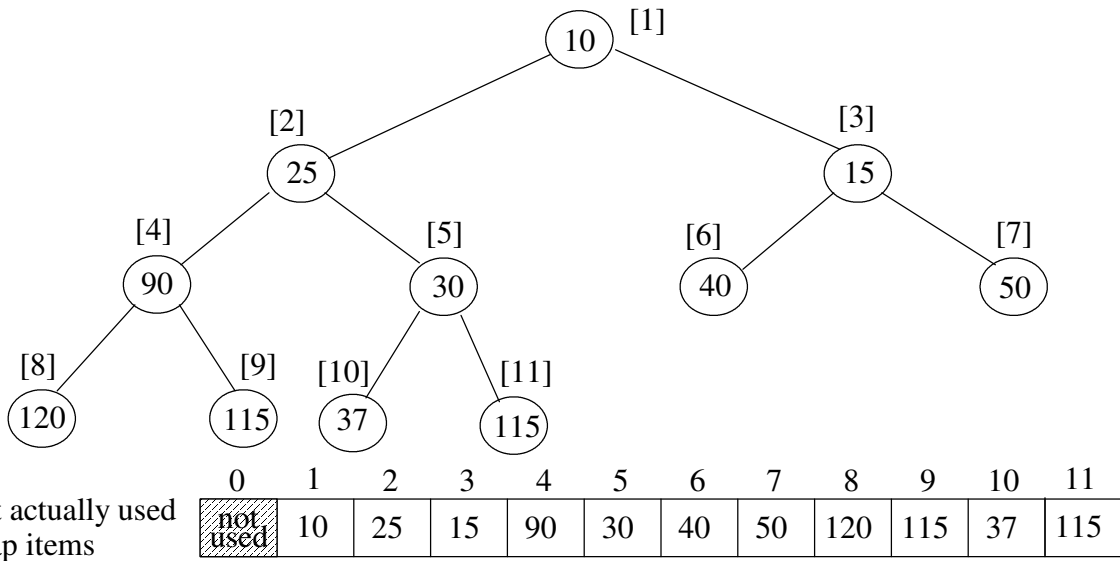 10 [1]
[2] [3]
25 15
[4] [5] [6] [7]
90 30 40 50
[8] [9] [10] [11]
120 115 37 115
0 1 2 3 4 5 6 7 8 9 10 11
actually used not used 10 25 15 90 30 40 50 120 115 37 115
items